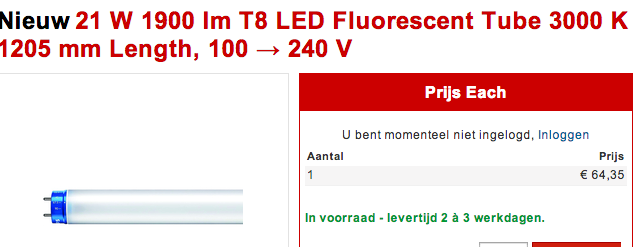 Nieuw 21 W 1900 lm T8 LED Fluorescent Tube 3000 K
1205 mm Length, 100 → 240 V
Prijs Each
U bent momenteel niet ingelogd, Inloggen
Aantal Prijs
1 € 64,35
In voorraad - levertijd 2 à 3 werkdagen.